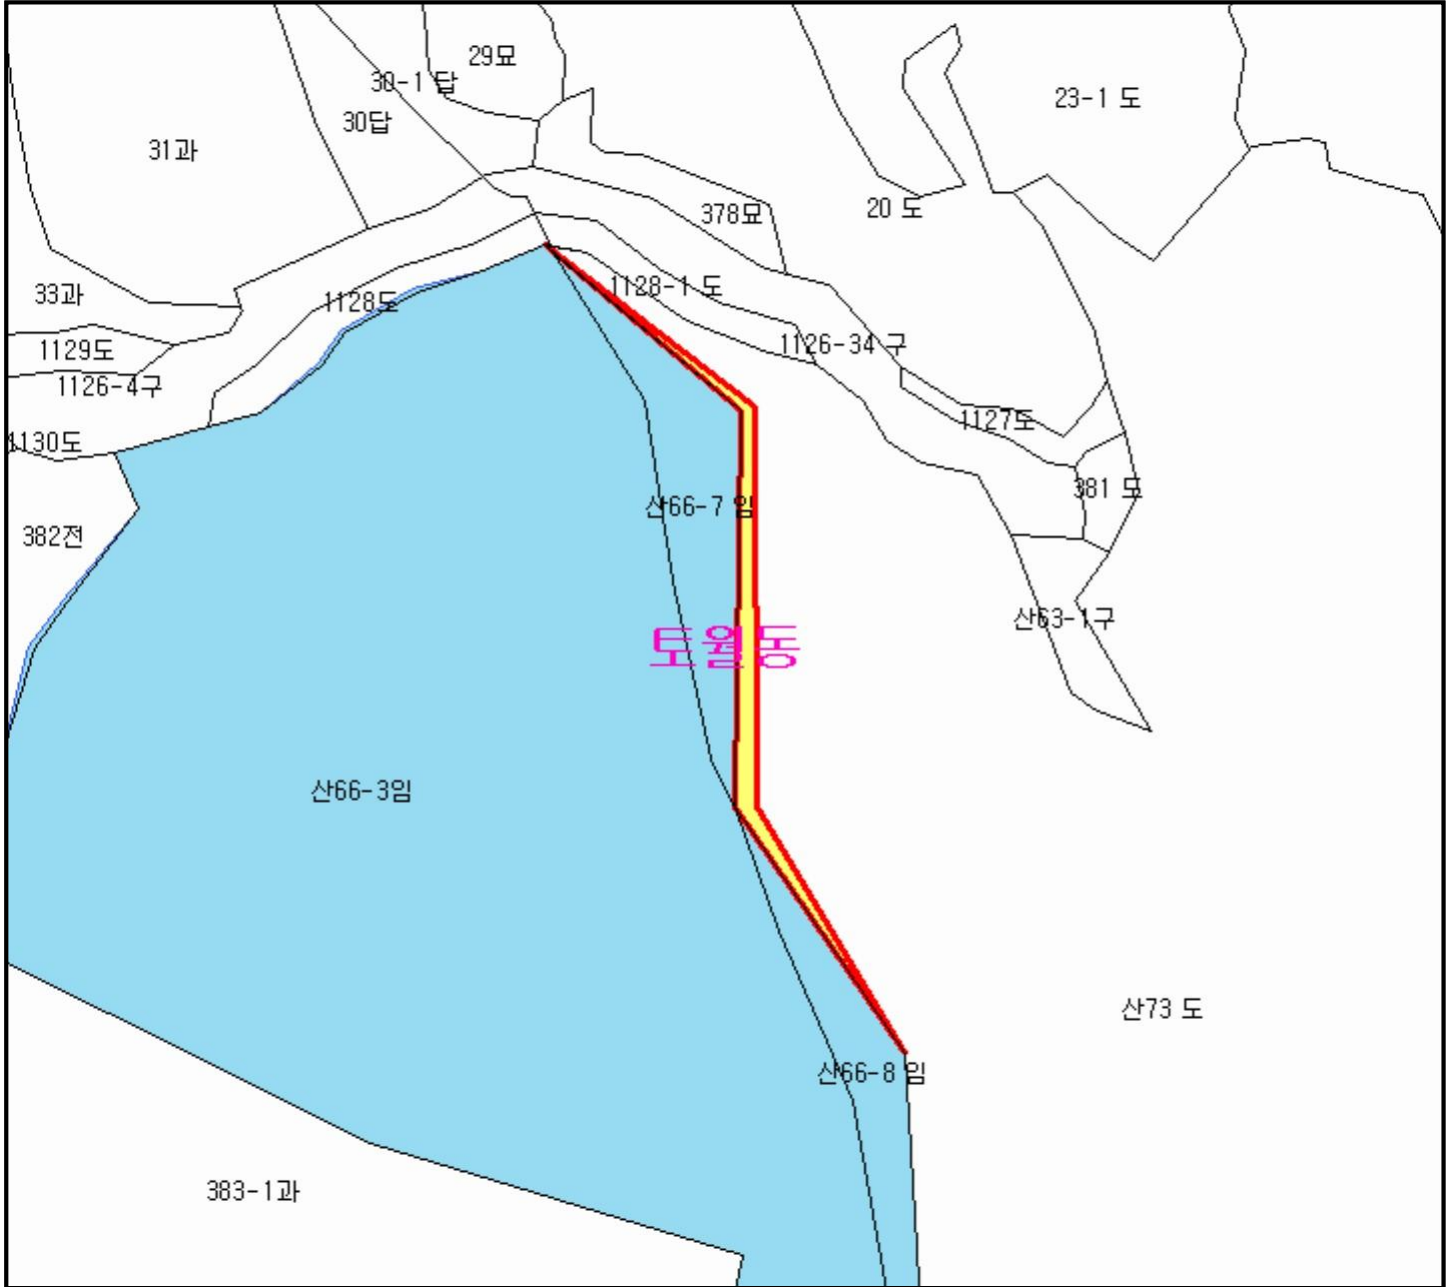 29묘
30-1 답
23-1 도
30답
31과
20 도
378묘
1128-1 도
33과
1128도
1126-34 구
1129도
1126-4구
1127도
1130도
381 도
산66-7 임
382전
산63-1구
토월동
산66-3임
산73 도
산66-8 임
383-1과